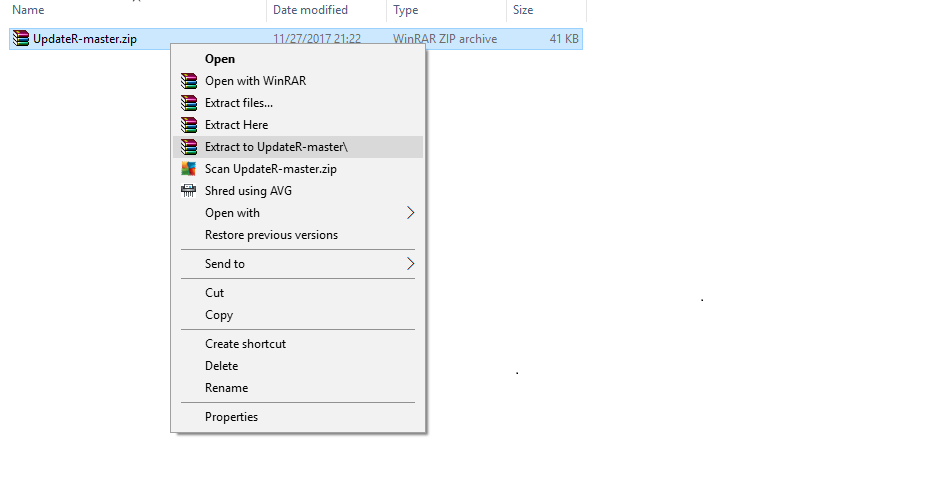 Name Date modified Type Size
UpdateR-master.zip 11/27/2017 21:22 WinRAR ZIP archive 41 KB
Open
Open with WinRAR
Extract files...
Extract Here
Extract to UpdateR-master\
Scan UpdateR-master.zip
Shred using AVG
Open with
Restore previous versions
Send to
Cut
Copy
Create shortcut
Delete
Rename
Properties